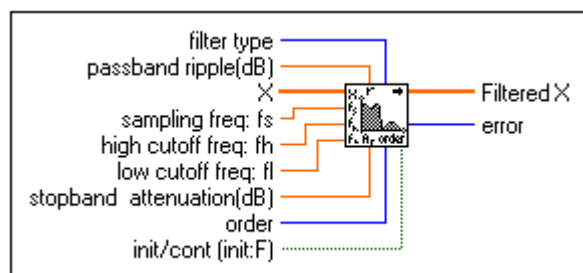 filter type
passband ripple(dB)
X
Filtered X
sampling freq: fs
error
high cutoff freq: fh
low cutoff freq: fl
stopband attenuation(dB)
order
init/cont (init:F)
order